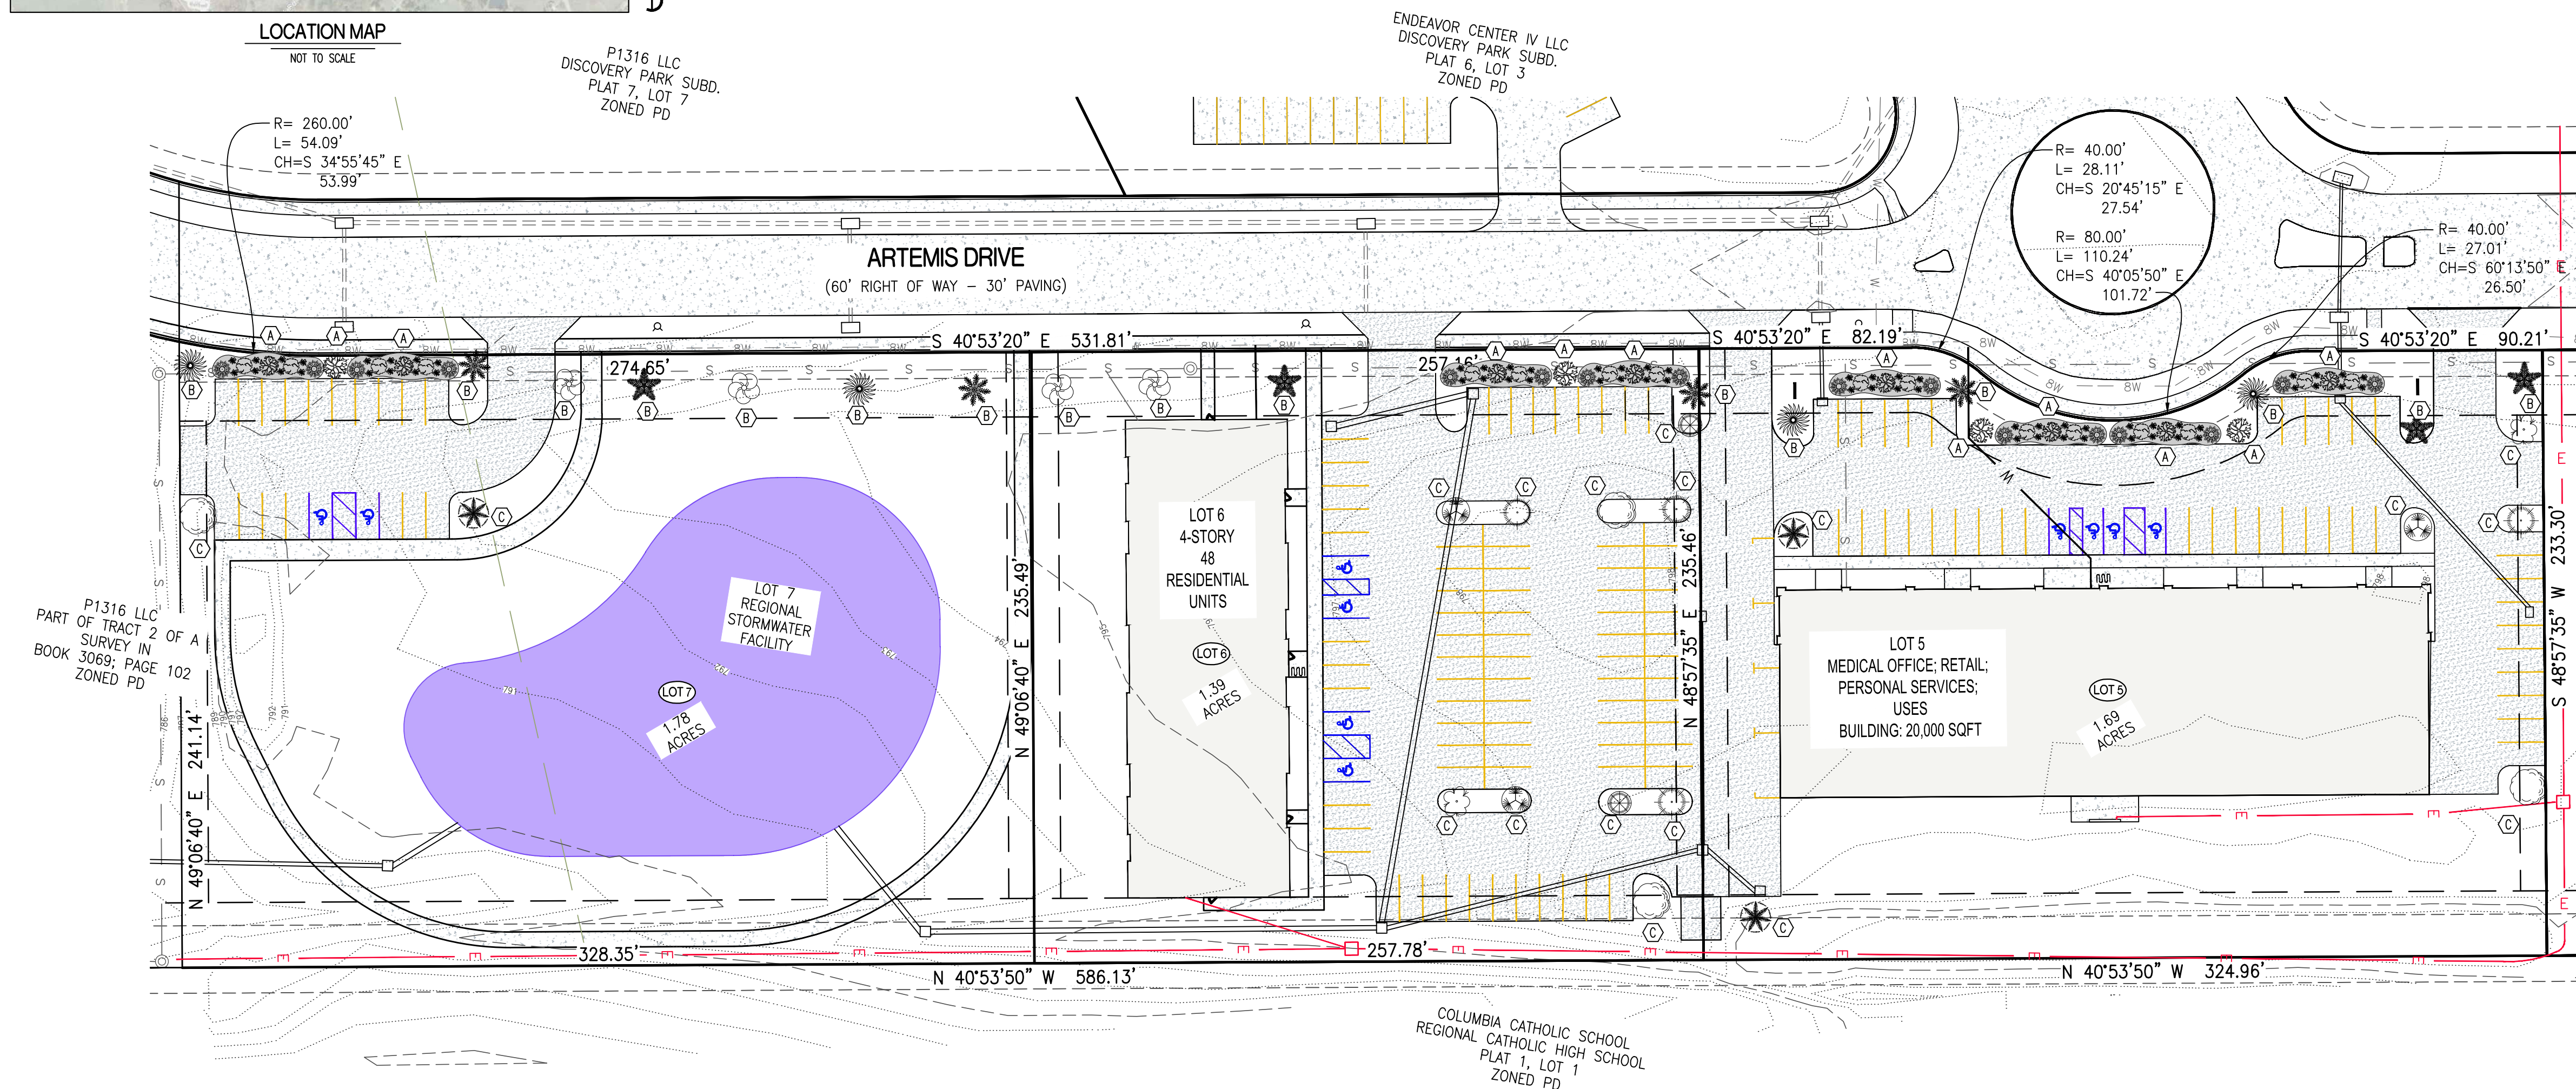 LOCATION MAP
NOT TO SCALE
P1316 LLC
DISCOVERY PARK SUBD.
PLAT 7, LOT 7
ZONED PD
ENDEAVOR CENTER IV LLC
DISCOVERY PARK SUBD.
PLAT 6, LOT 3
ZONED PD
R= 260.00'
L= 54.09'
CH=S 34°55'45" E
53.99'
R= 40.00'
L= 28.11'
CH=S 20°45'15" E
27.54'
R= 80.00'
L= 110.24'
CH=S 40°05'50" E
101.72'
R= 40.00'
L= 27.01'
CH=S 60°13'50" E
26.50'
ARTEMIS DRIVE
(60' RIGHT OF WAY – 30' PAVING)
S 40°53'20" E 531.81'
S 40°53'20" E 82.19'
S 40°53'20" E 90.21'
274.65'
257.16'
LOT 7
REGIONAL
STORMWATER
FACILITY
LOT 7
1.78
ACRES
N 49°06'40" E 241.14'
N 49°06'40" E 235.49'
LOT 6
4-STORY
48
RESIDENTIAL
UNITS
LOT 6
1.39
ACRES
N 48°57'35" E 235.46'
LOT 5
MEDICAL OFFICE; RETAIL;
PERSONAL SERVICES;
USES
BUILDING: 20,000 SQFT
LOT 5
1.69
ACRES
S 48°57'35" W 233.30'
P1316 LLC
PART OF TRACT 2 OF A
SURVEY IN
BOOK 3069; PAGE 102
ZONED PD
328.35'
257.78'
N 40°53'50" W 586.13'
N 40°53'50" W 324.96'
COLUMBIA CATHOLIC SCHOOL
REGIONAL CATHOLIC HIGH SCHOOL
PLAT 1, LOT 1
ZONED PD